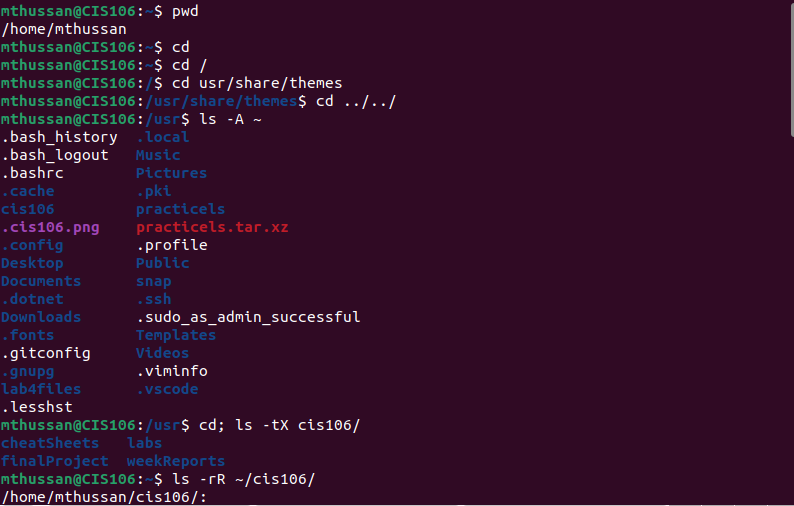 mthussan@CIS106:~$ pwd
/home/mthussan
mthussan@CIS106:~$ cd
mthussan@CIS106:~$ cd /
mthussan@CIS106:/$ cd usr/share/themes
mthussan@CIS106:/usr/share/themes$ cd ../../
mthussan@CIS106:/usr$ ls -A ~
.bash_history  .local
.bash_logout   Music
.bashrc        Pictures
.cache         .pki
cis106         practicels
.cis106.png    practicels.tar.xz
.config        .profile
Desktop        Public
Documents      snap
.dotnet        .ssh
Downloads      .sudo_as_admin_successful
.fonts         Templates
.gitconfig     Videos
.gnupg         .viminfo
lab4files      .vscode
.lesshst
mthussan@CIS106:/usr$ cd; ls -tX cis106/
cheatSheets   labs
finalProject  weekReports
mthussan@CIS106:~$ ls -rR ~/cis106/
/home/mthussan/cis106/: